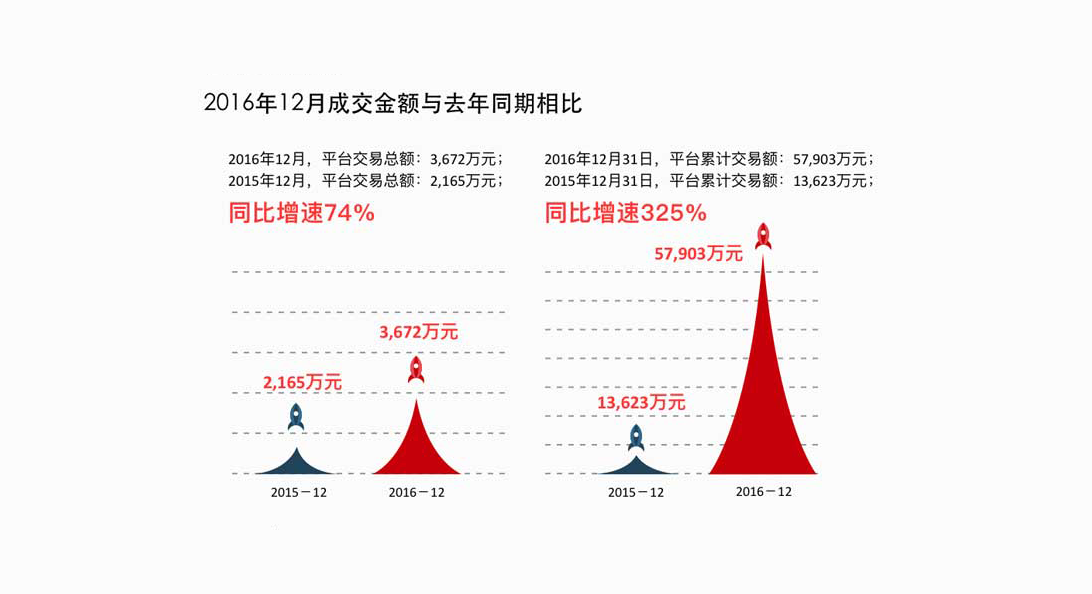 2016年12月成交金额与去年同期相比
2016年12月，平台交易总额：3,672万元；
2015年12月，平台交易总额：2,165万元；
同比增速74%
3,672万元
2,165万元
2015－12
2016－12
2016年12月31日，平台累计交易额：57,903万元；
2015年12月31日，平台累计交易额：13,623万元；
同比增速325%
57,903万元
13,623万元
2015－12
2016－12